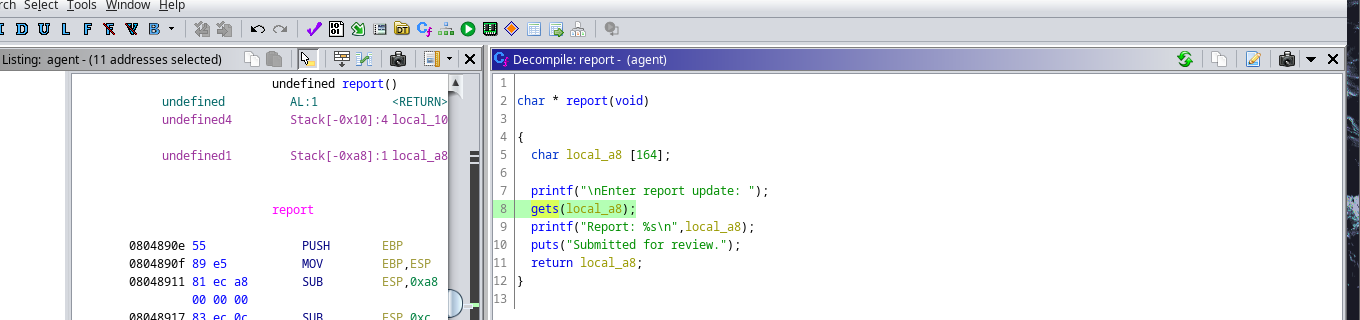 rch Select Tools Window Help
I D U L F F V B
Listing: agent - (11 addresses selected)
undefined report()
undefined AL:1 <RETURN>
undefined4 Stack[-0x10]:4 local_10
undefined1 Stack[-0xa8]:1 local_a8
report
0804890e 55 PUSH EBP
0804890f 89 e5 MOV EBP,ESP
08048911 81 ec a8 SUB ESP,0xa8
00 00 00
08048917 83 ec 0c SUB ESP,0xc
Decompile: report - (agent)
1
2 char * report(void)
3
4 {
5 char local_a8 [164];
6
7 printf("\nEnter report update: ");
8 gets(local_a8);
9 printf("Report: %s\n",local_a8);
10 puts("Submitted for review.");
11 return local_a8;
12 }
13